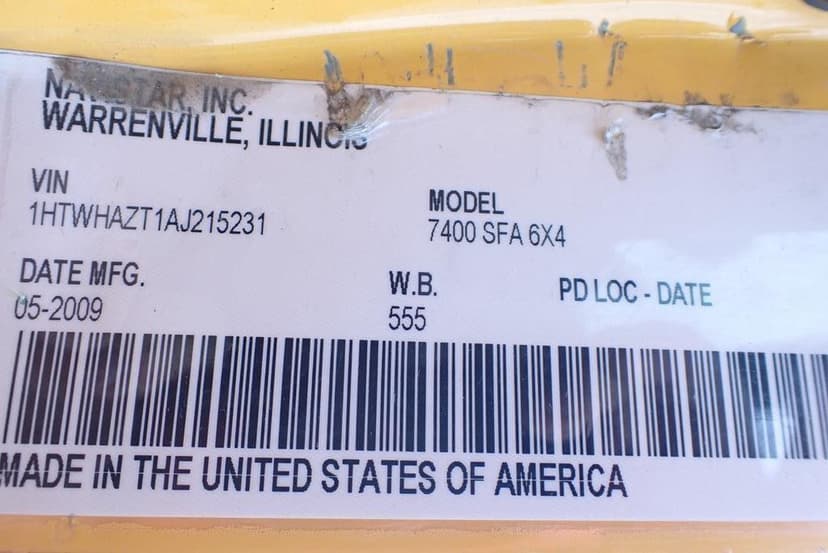 NAVISTAR, INC.
WARRENVILLE, ILLINOIS
VIN
1HTWHAZT1AJ215231
MODEL
7400 SFA 6X4
DATE MFG.
05-2009
W.B.
555
PD LOC - DATE
MADE IN THE UNITED STATES OF AMERICA